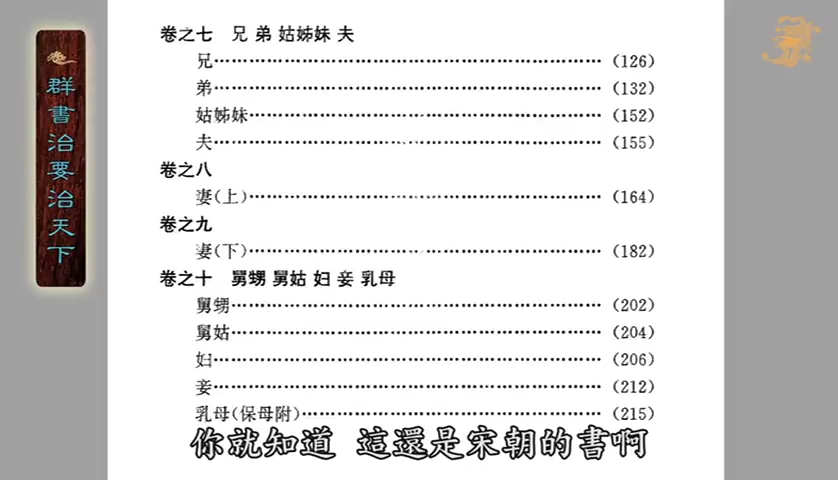 群書治要治天下
卷之七 兄 弟 姑姊妹 夫
兄……………………………………………………(126)
弟……………………………………………………(132)
姑姊妹………………………………………………(152)
夫……………………………………………………(155)
卷之八
妻(上)………………………………………………(164)
卷之九
妻(下)………………………………………………(182)
卷之十 舅甥 舅姑 妇 妾 乳母
舅甥…………………………………………………(202)
舅姑…………………………………………………(204)
妇……………………………………………………(206)
妾……………………………………………………(212)
乳母(保母附)………………………………………(215)
你就知道 這還是宋朝的書啊